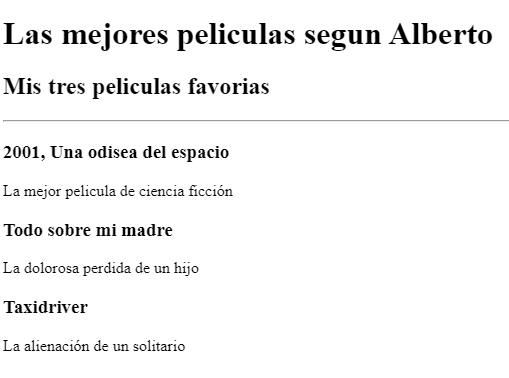 Las mejores peliculas segun Alberto
Mis tres peliculas favorias
2001, Una odisea del espacio
La mejor pelicula de ciencia ficción
Todo sobre mi madre
La dolorosa perdida de un hijo
Taxidriver
La alienación de un solitario